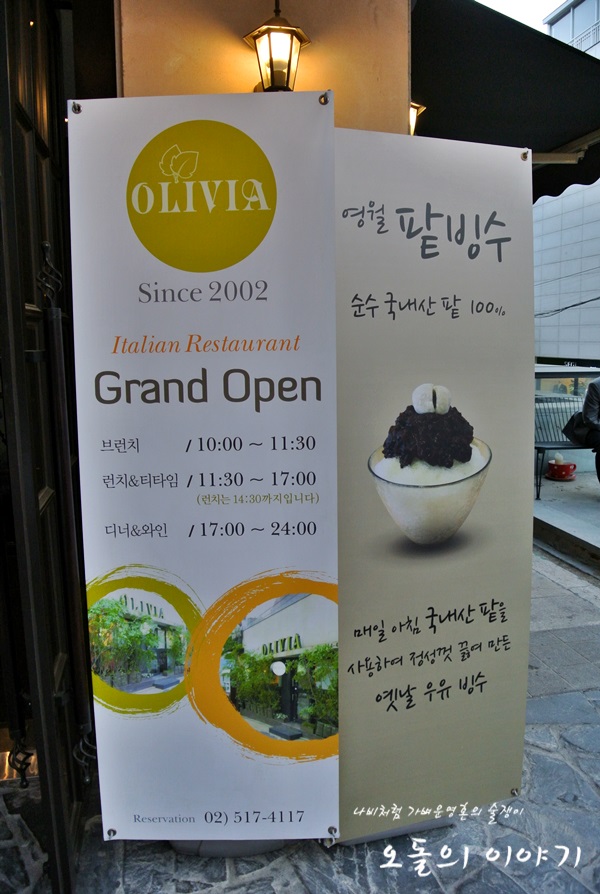 OLIVIA
Since 2002
Italian Restaurant
Grand Open
브런치 / 10:00 ~ 11:30
런치&티타임 / 11:30 ~ 17:00
(런치는 14:30까지입니다)
디너&와인 / 17:00 ~ 24:00
OLIVIA
OLIVIA
Reservation 02) 517-4117
영월 팥빙수
순수 국내산 팥 100%
매일 아침 국내산 팥을
사용하여 정성껏 끓여 만든
옛날 우유 빙수
나비처럼 가벼운영혼의 술쟁이
오돌의 이야기